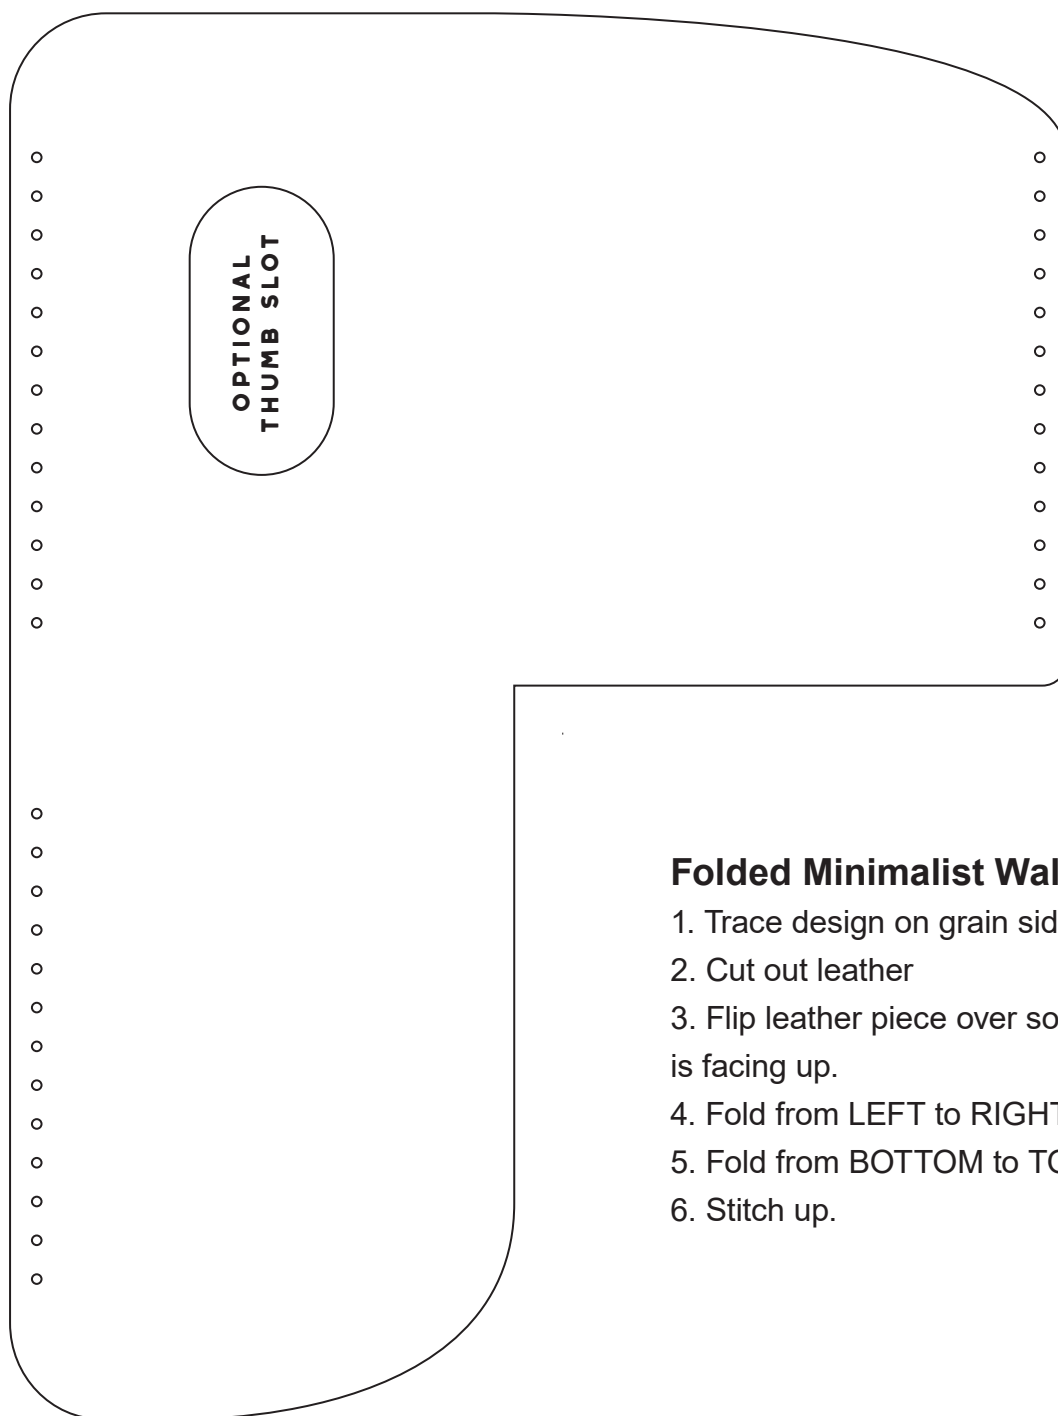 OPTIONAL
THUMB SLOT
Folded Minimalist Wal
1. Trace design on grain sid
2. Cut out leather
3. Flip leather piece over so
is facing up.
4. Fold from LEFT to RIGHT
5. Fold from BOTTOM to TO
6. Stitch up.